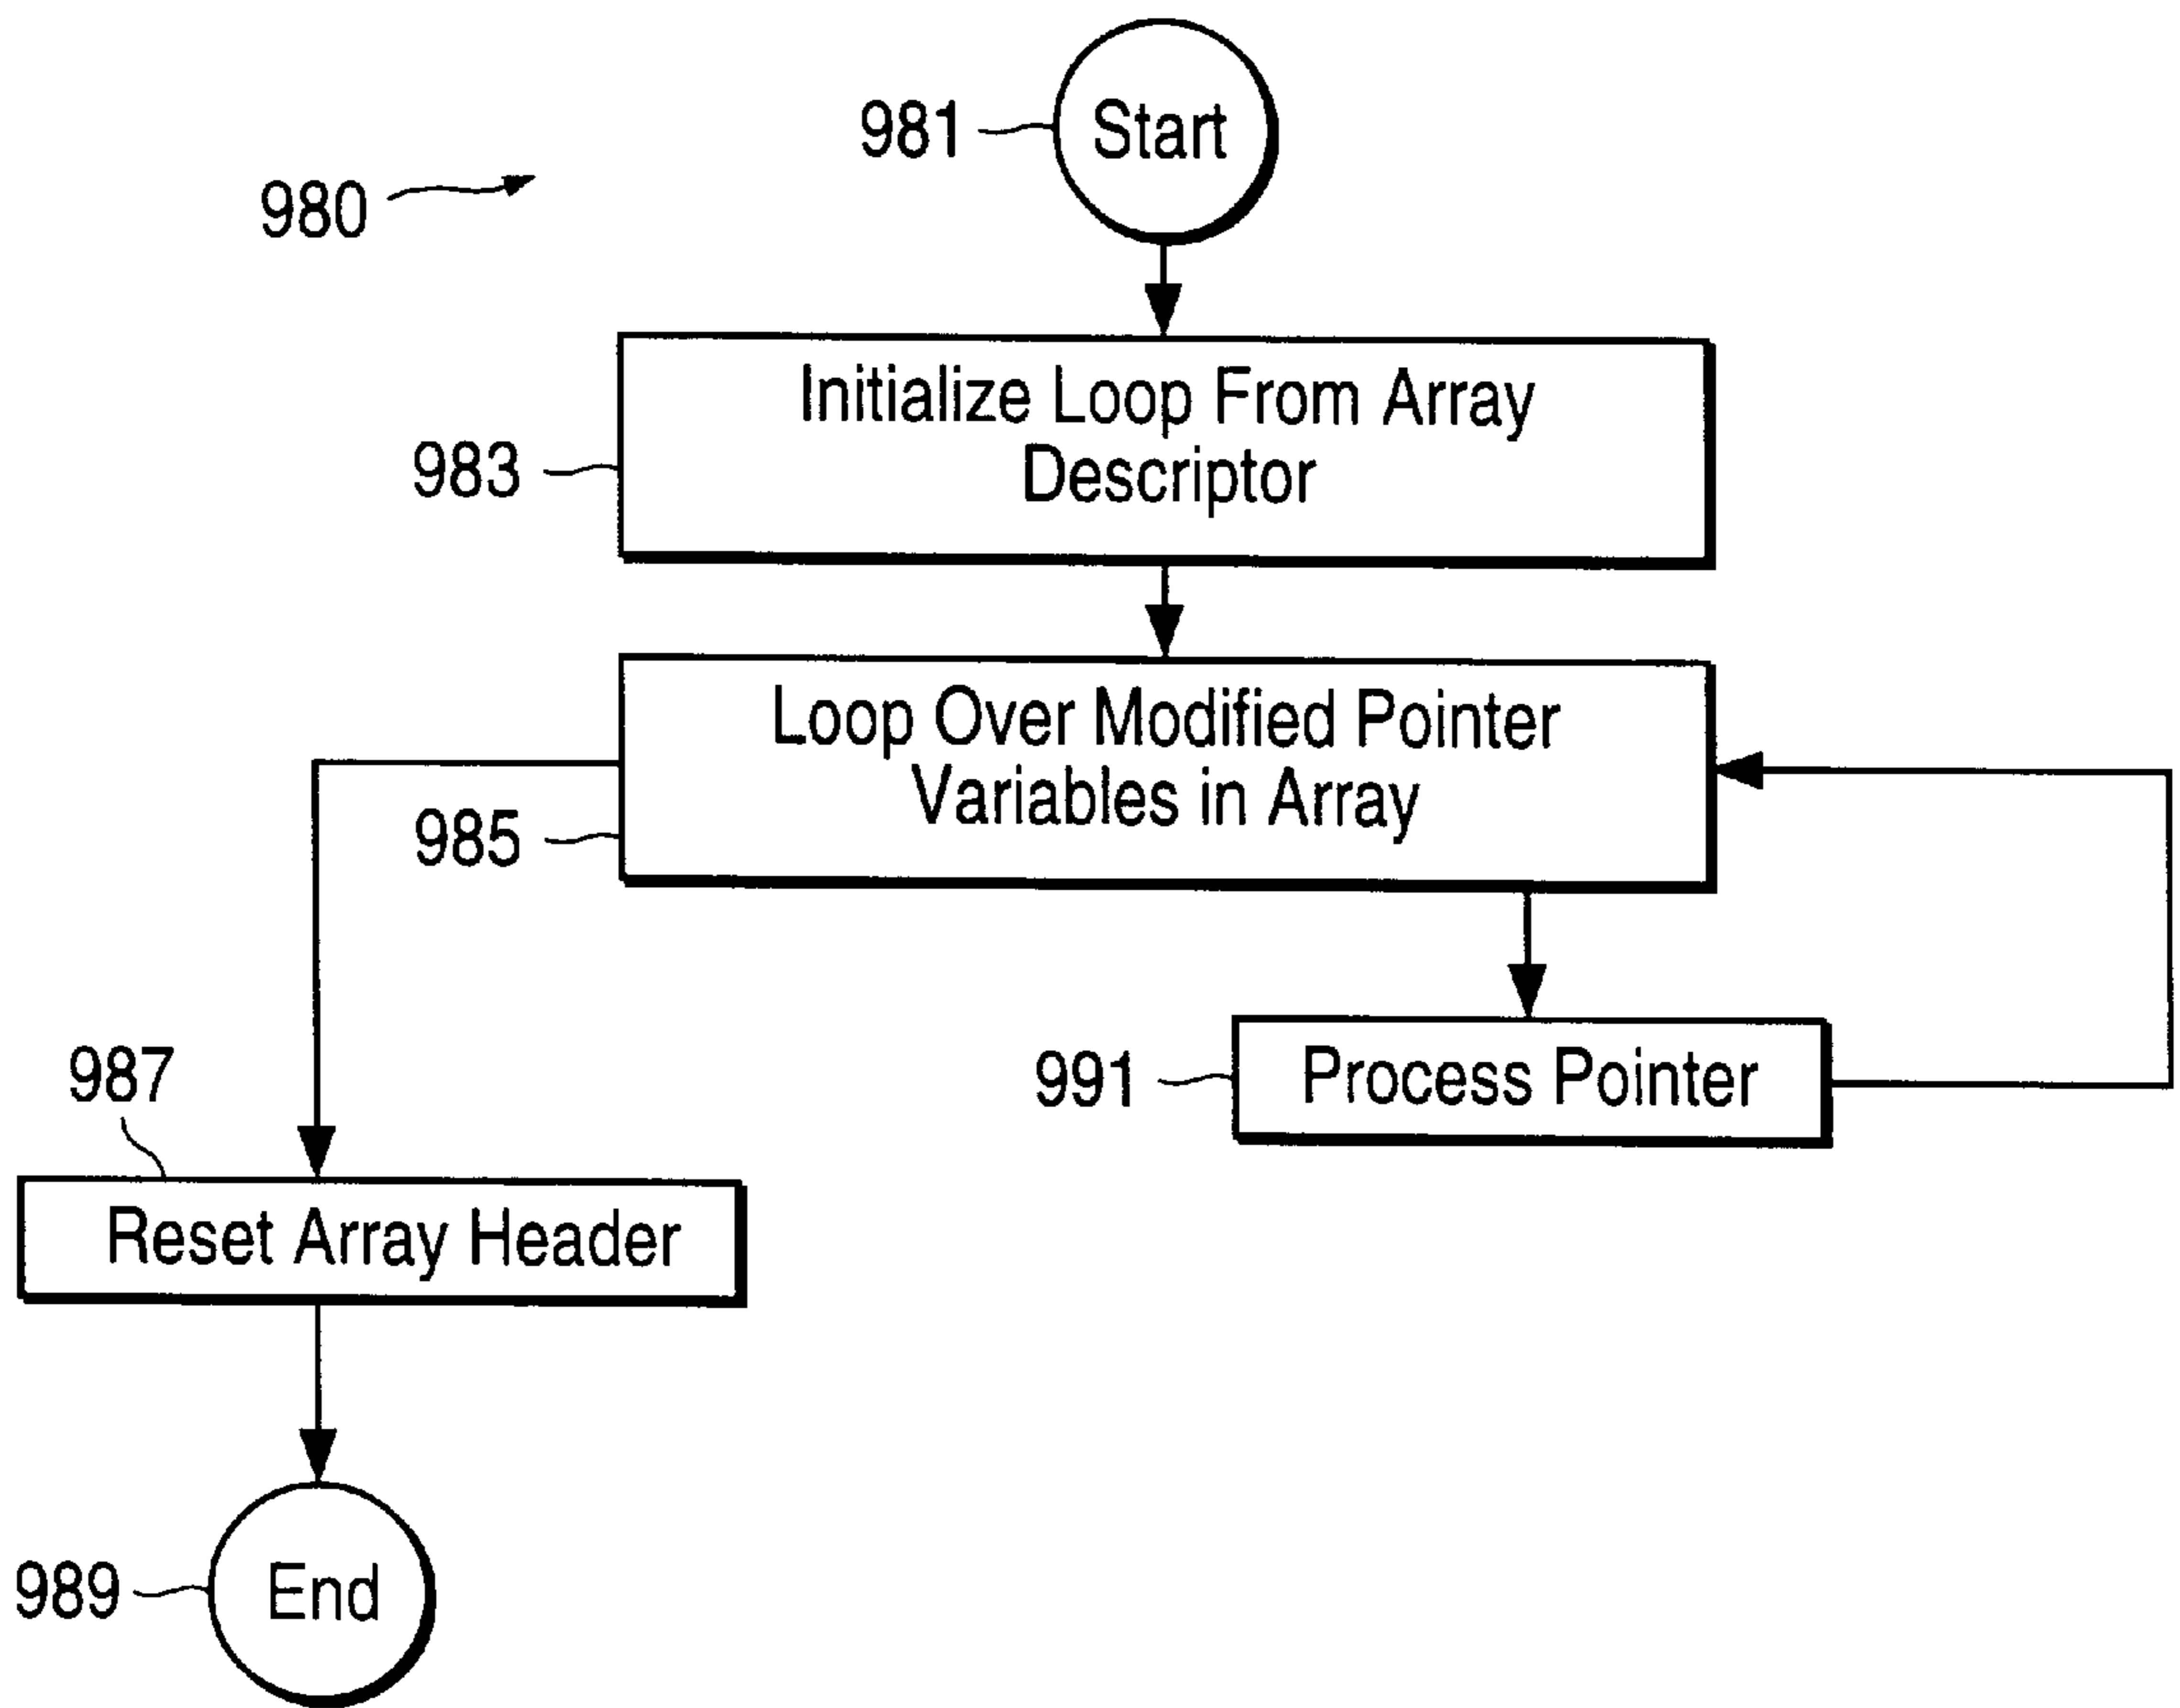 981
Start
980
Initialize Loop From Array
Descriptor
983
Loop Over Modified Pointer
Variables in Array
985
991
Process Pointer
987
Reset Array Header
989
End